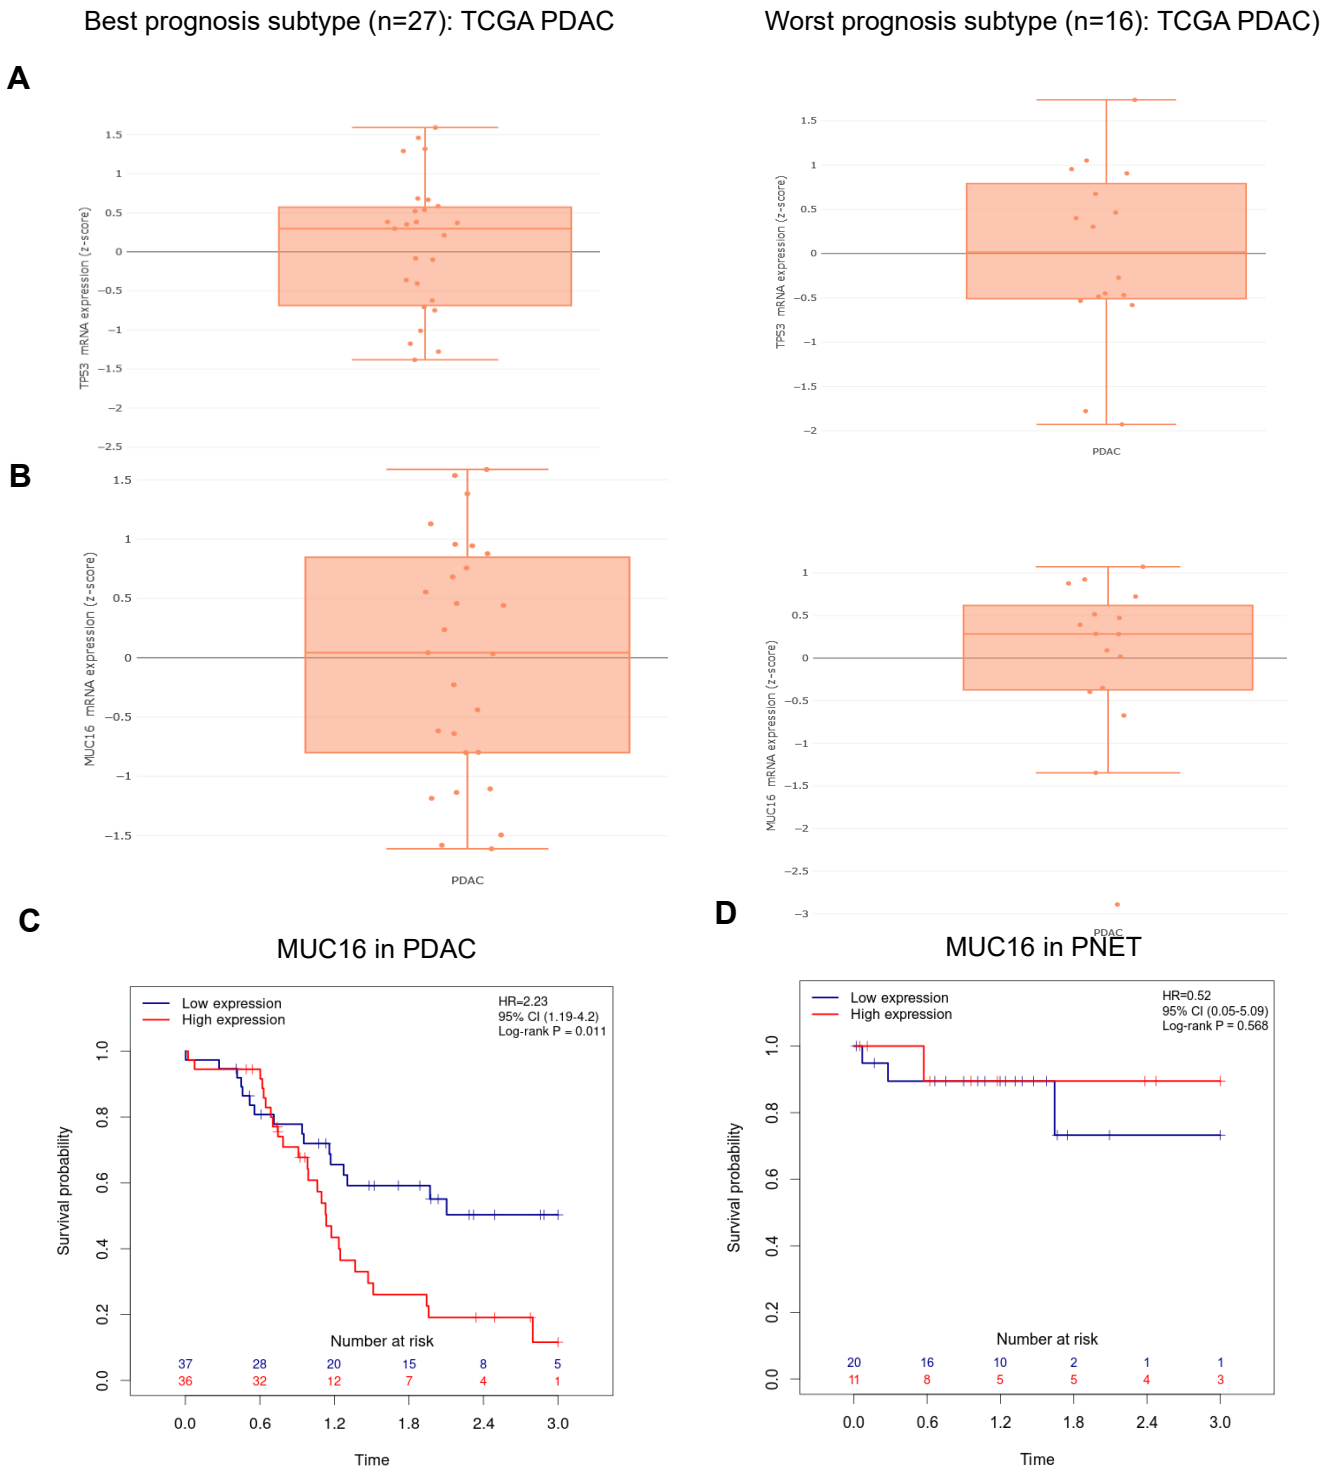 Best prognosis subtype (n=27): TCGA PDAC
Worst prognosis subtype (n=16): TCGA PDAC)
A
TP53 mRNA expression (z-score)
1.5
1
0.5
0
−0.5
−1
−1.5
−2
−2.5
TP53 mRNA expression (z-score)
1.5
1
0.5
0
−0.5
−1
−1.5
−2
PDAC
B
MUC16 mRNA expression (z-score)
1.5
1
0.5
0
−0.5
−1
−1.5
PDAC
MUC16 mRNA expression (z-score)
1
0.5
0
−0.5
−1
−1.5
−2
−2.5
−3
PDAC
C
MUC16 in PDAC
Low expression
High expression
HR=2.23
95% CI (1.19-4.2)
Log-rank P = 0.011
Survival probability
1.0
0.8
0.6
0.4
0.2
0.0
Number at risk
37 28 20 15 8 5
36 32 12 7 4 1
0.0 0.6 1.2 1.8 2.4 3.0
Time
D
MUC16 in PNET
Low expression
High expression
HR=0.52
95% CI (0.05-5.09)
Log-rank P = 0.568
Survival probability
1.0
0.8
0.6
0.4
0.2
0.0
Number at risk
20 16 10 2 1 1
11 8 5 5 4 3
0.0 0.6 1.2 1.8 2.4 3.0
Time